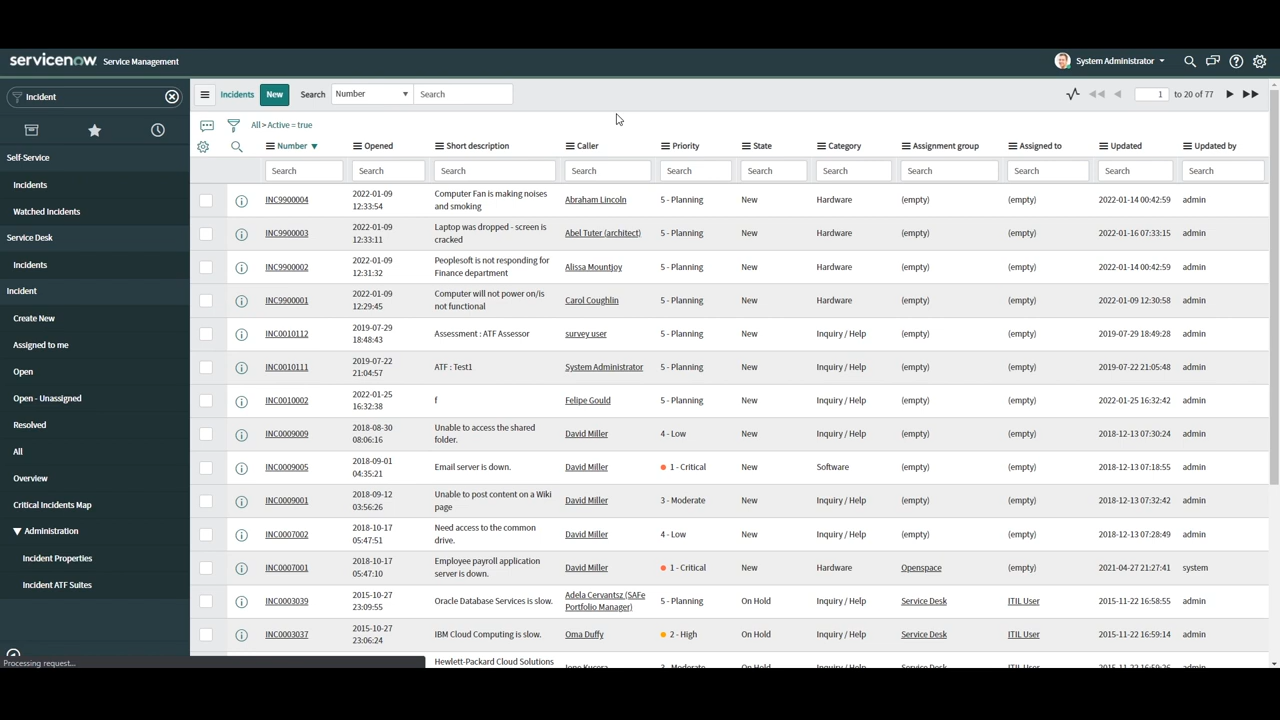 servicenow Service Management
System Administrator
Incident
Incidents New Search Number Search 1 to 20 of 77
All > Active = true
Number Opened Short description Caller Priority State Category Assignment group Assigned to Updated Updated by
Search Search Search Search Search Search Search Search Search Search Search
Self-Service
Incidents
Watched Incidents
Service Desk
Incidents
Incident
Create New
Assigned to me
Open
Open - Unassigned
Resolved
All
Overview
Critical Incidents Map
Administration
Incident Properties
Incident ATF Suites
Processing request...
INC9900004 2022-01-09 12:33:54 Computer Fan is making noises and smoking Abraham Lincoln 5 - Planning New Hardware (empty) (empty) 2022-01-14 00:42:59 admin
INC9900003 2022-01-09 12:33:11 Laptop was dropped - screen is cracked Abel Tuter (architect) 5 - Planning New Hardware (empty) (empty) 2022-01-16 07:33:15 admin
INC9900002 2022-01-09 12:31:32 Peoplesoft is not responding for Finance department Alissa Mountjoy 5 - Planning New Hardware (empty) (empty) 2022-01-14 00:42:59 admin
INC9900001 2022-01-09 12:29:45 Computer will not power on/is not functional Carol Coughlin 5 - Planning New Hardware (empty) (empty) 2022-01-09 12:30:58 admin
INC0010112 2019-07-29 18:48:43 Assessment : ATF Assessor survey user 5 - Planning New Inquiry / Help (empty) (empty) 2019-07-29 18:49:28 admin
INC0010111 2019-07-22 21:04:57 ATF : Test1 System Administrator 5 - Planning New Inquiry / Help (empty) (empty) 2019-07-22 21:05:48 admin
INC0010002 2022-01-25 16:32:38 f Felipe Gould 5 - Planning New Inquiry / Help (empty) (empty) 2022-01-25 16:32:42 admin
INC0009009 2018-08-30 08:06:16 Unable to access the shared folder. David Miller 4 - Low New Inquiry / Help (empty) (empty) 2018-12-13 07:30:24 admin
INC0009005 2018-09-01 04:35:21 Email server is down. David Miller 1 - Critical New Software (empty) (empty) 2018-12-13 07:18:55 admin
INC0009001 2018-09-12 03:56:26 Unable to post content on a Wiki page David Miller 3 - Moderate New Inquiry / Help (empty) (empty) 2018-12-13 07:32:42 admin
INC0007002 2018-10-17 05:47:51 Need access to the common drive. David Miller 4 - Low New Inquiry / Help (empty) (empty) 2018-12-13 07:28:49 admin
INC0007001 2018-10-17 05:47:10 Employee payroll application server is down. David Miller 1 - Critical New Hardware Openspace (empty) 2021-04-27 21:27:41 system
INC0003039 2015-10-27 23:09:55 Oracle Database Services is slow. Adela Cervantsz (SAFe Portfolio Manager) 5 - Planning On Hold Inquiry / Help Service Desk ITIL User 2015-11-22 16:58:55 admin
INC0003037 2015-10-27 23:06:24 IBM Cloud Computing is slow. Oma Duffy 2 - High On Hold Inquiry / Help Service Desk ITIL User 2015-11-22 16:59:14 admin
Hewlett-Packard Cloud Solutions